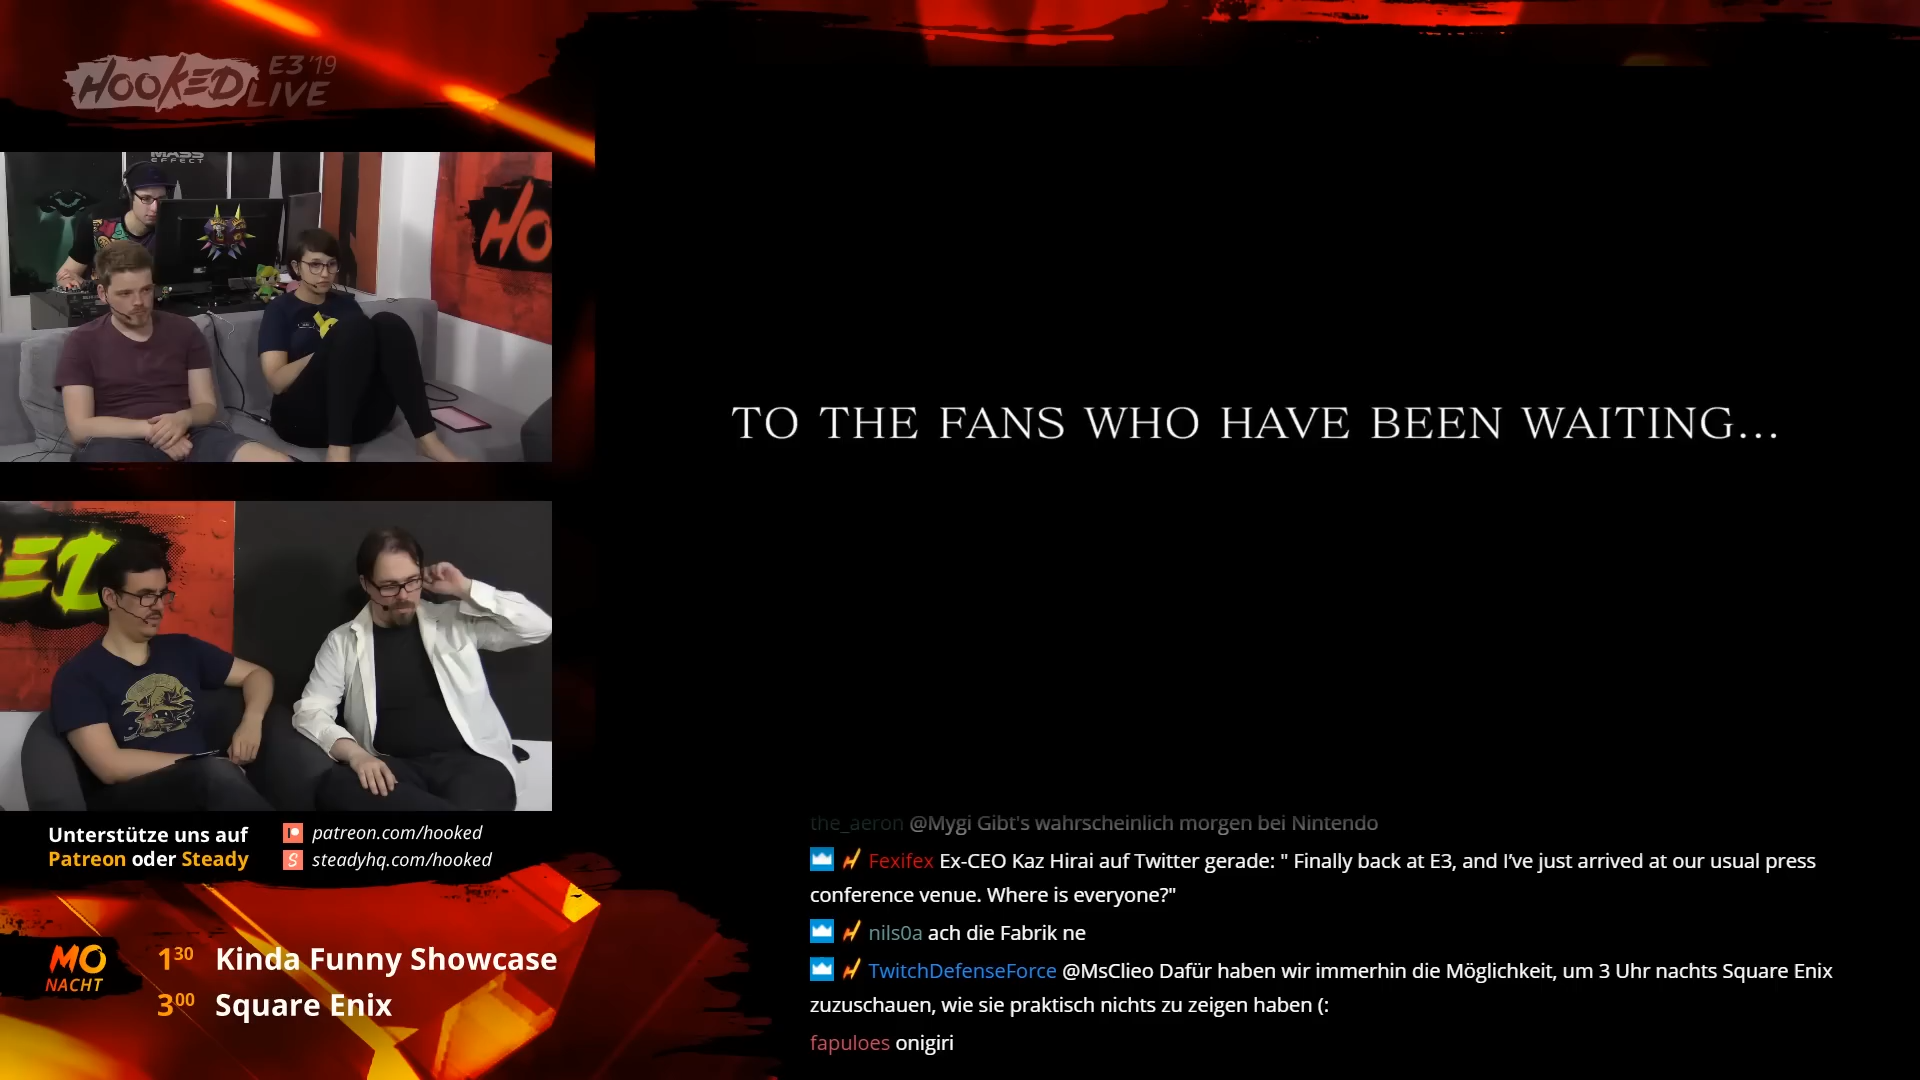 HOOKED E3'19
LIVE
MASS
EFFECT
HO
ED
TO THE FANS WHO HAVE BEEN WAITING...
Unterstütze uns auf
Patreon oder Steady
patreon.com/hooked
steadyhq.com/hooked
MO
NACHT
130 Kinda Funny Showcase
300 Square Enix
the_aeron @Mygi Gibt's wahrscheinlich morgen bei Nintendo
Fexifex Ex-CEO Kaz Hirai auf Twitter gerade: " Finally back at E3, and I’ve just arrived at our usual press
conference venue. Where is everyone?"
nils0a ach die Fabrik ne
TwitchDefenseForce @MsClieo Dafür haben wir immerhin die Möglichkeit, um 3 Uhr nachts Square Enix
zuzuschauen, wie sie praktisch nichts zu zeigen haben (:
fapuloes onigiri